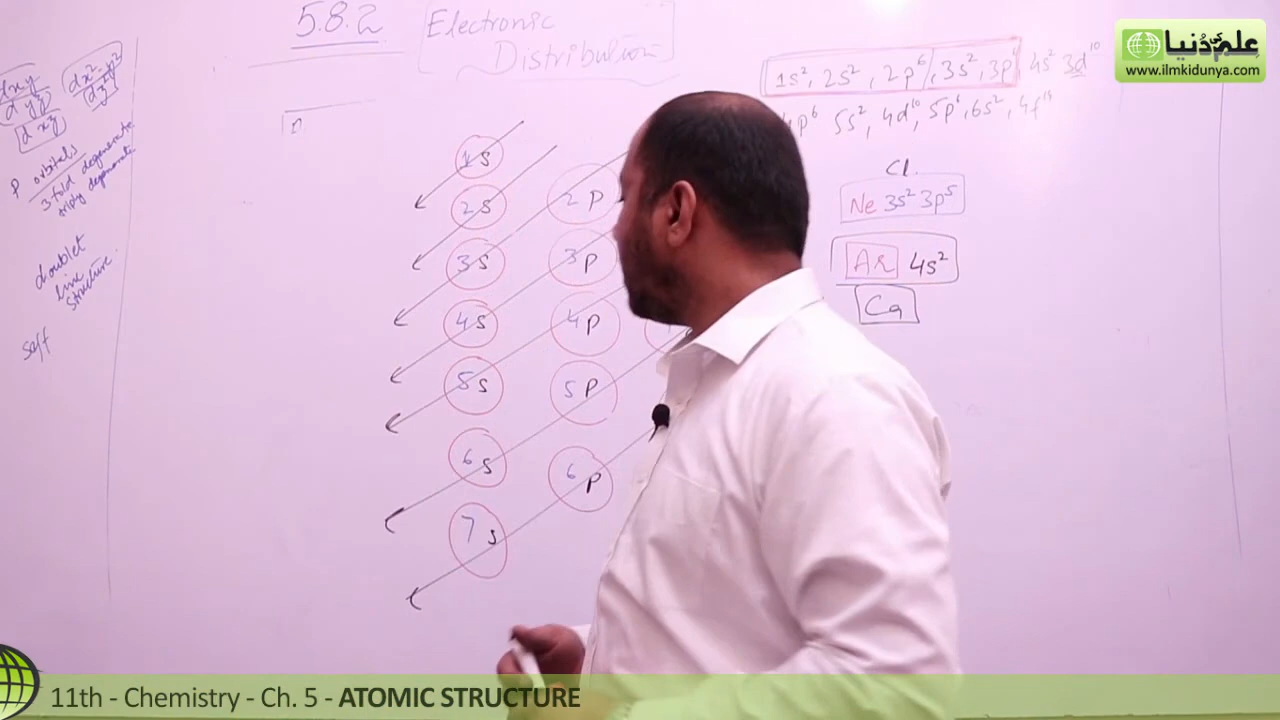 5.8.2
Electronic
Distribution
1s², 2s², 2p⁶, 3s², 3p⁶ 4s² 3d¹⁰
4p⁶ 5s², 4d¹⁰, 5p⁶, 6s², 4f¹⁴
dxy
dyz
dxz
dx²-y²
dz²
P orbitals
3 fold degenerate
triply degenerate
doublet
line
structure.
1s
2s 2p
3s 3p
4s 4p
5s 5p
6s 6p
7s
Cl.
Ne 3s² 3p⁵
Ar 4s²
Ca
علم کی دُنیا
www.ilmkidunya.com
11th - Chemistry - Ch. 5 - ATOMIC STRUCTURE